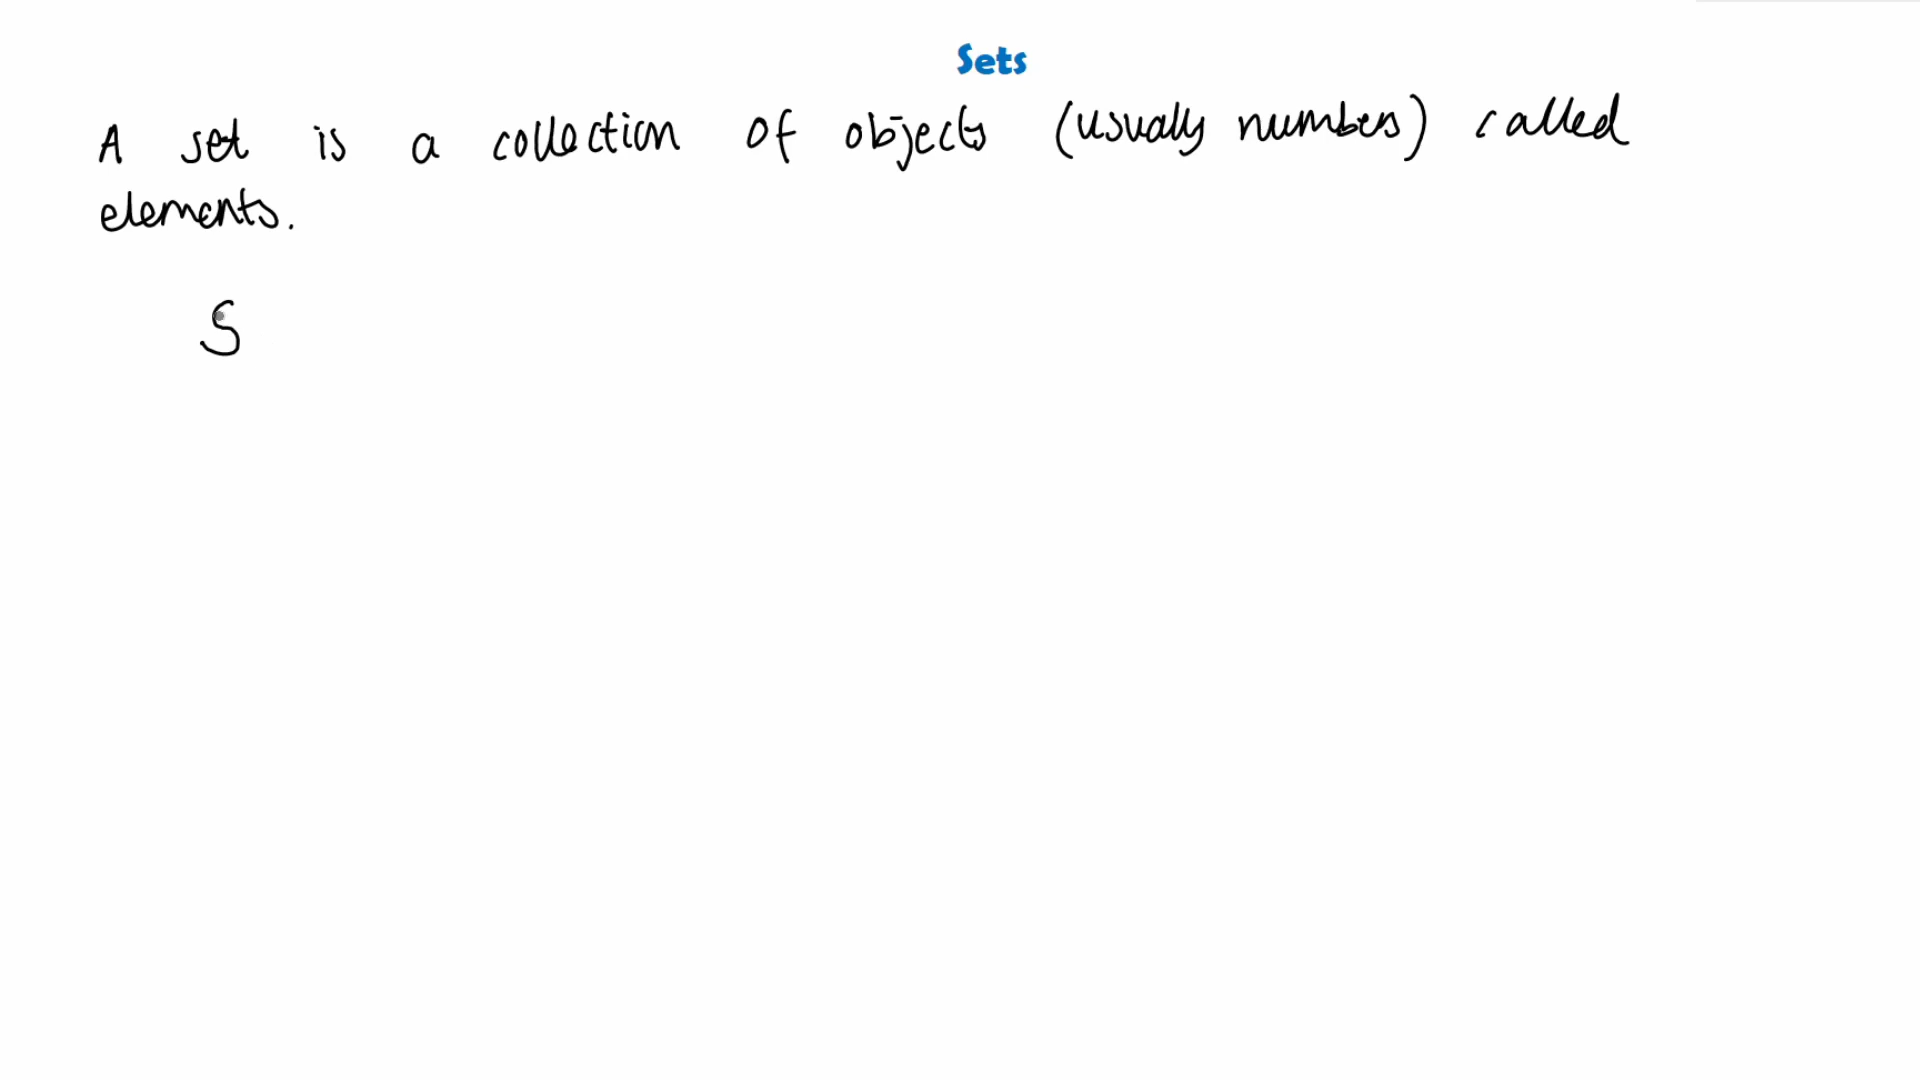 Sets
A set is a collection of objects (usually numbers) called
elements.
S